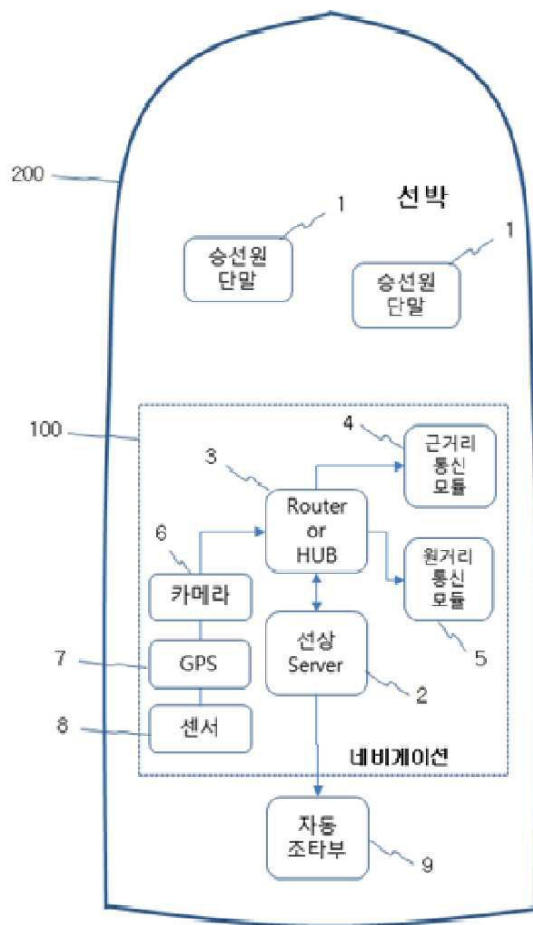 200
선박
1
승선원
단말
1
승선원
단말
100
4
근거리
통신
모듈
3
Router
or
HUB
6
카메라
원거리
통신
모듈
5
7
GPS
선상
Server
2
8
센서
네비게이션
자동
조타부
9